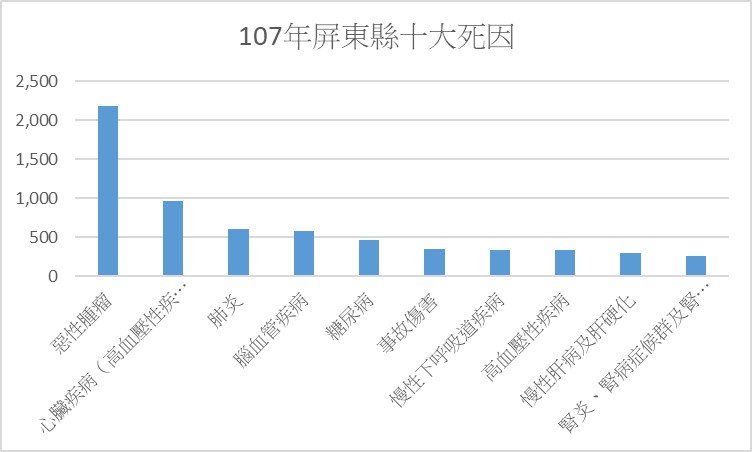 107年屏東縣十大死因
2,500
2,000
1,500
1,000
500
0
惡性腫瘤
心臟疾病（高血壓性疾…
肺炎
腦血管疾病
糖尿病
事故傷害
慢性下呼吸道疾病
高血壓性疾病
慢性肝病及肝硬化
腎炎、腎病症候群及腎…